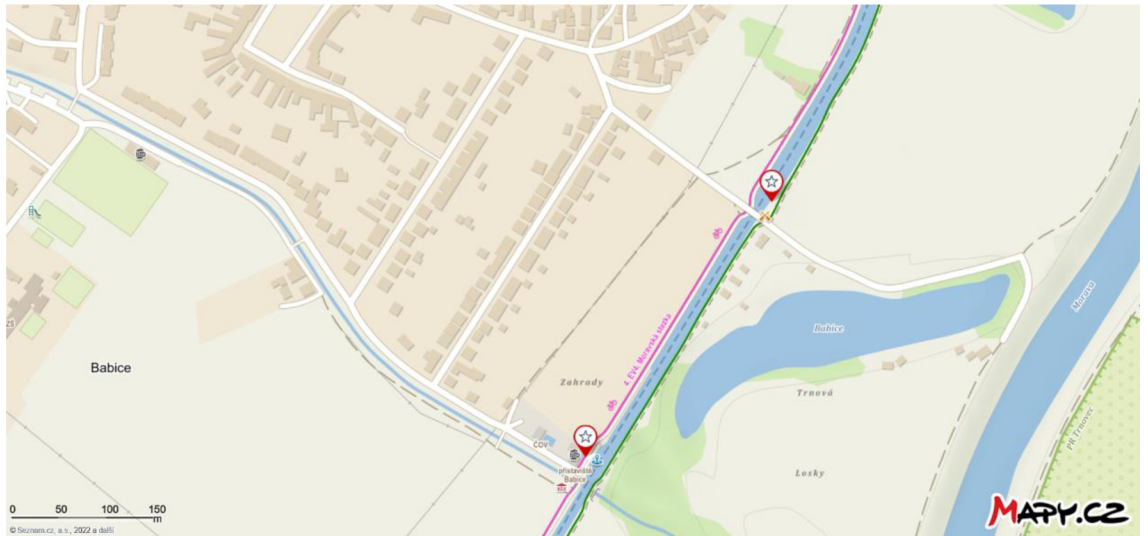 ZŠ
Babice
Babice
4, EV4, Moravská stezka
Morava
Zahrady
Trnová
PR Trnovec
ČOV
přístaviště
Babice
Losky
0 50 100 150
m
© Seznam.cz, a.s., 2022 a další
MAPY.CZ